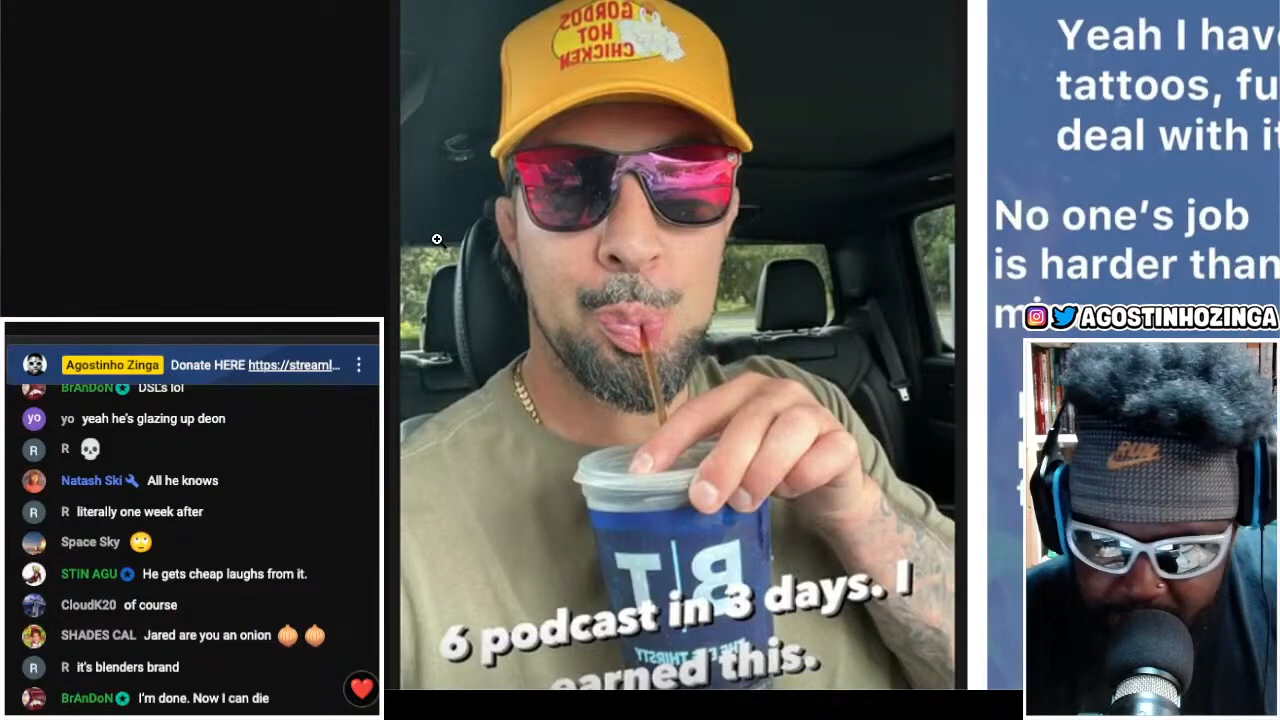 GORDOS
HOT
CHICKEN
Yeah I hav
tattoos, fu
deal with i
No one's job
is harder than
AGOSTINHOZINGA
Agostinho Zinga Donate HERE https://streaml...
BrAnDoN DSLs lol
yo yo yeah he's glazing up deon
R R
Natash Ski All he knows
R R literally one week after
Space Sky
STIN AGU He gets cheap laughs from it.
CloudK20 of course
SHADES CAL Jared are you an onion
R R it's blenders brand
BrAnDoN I'm done. Now I can die
B|T
THIRSTY
6 podcast in 3 days. I
earned this.
RUN